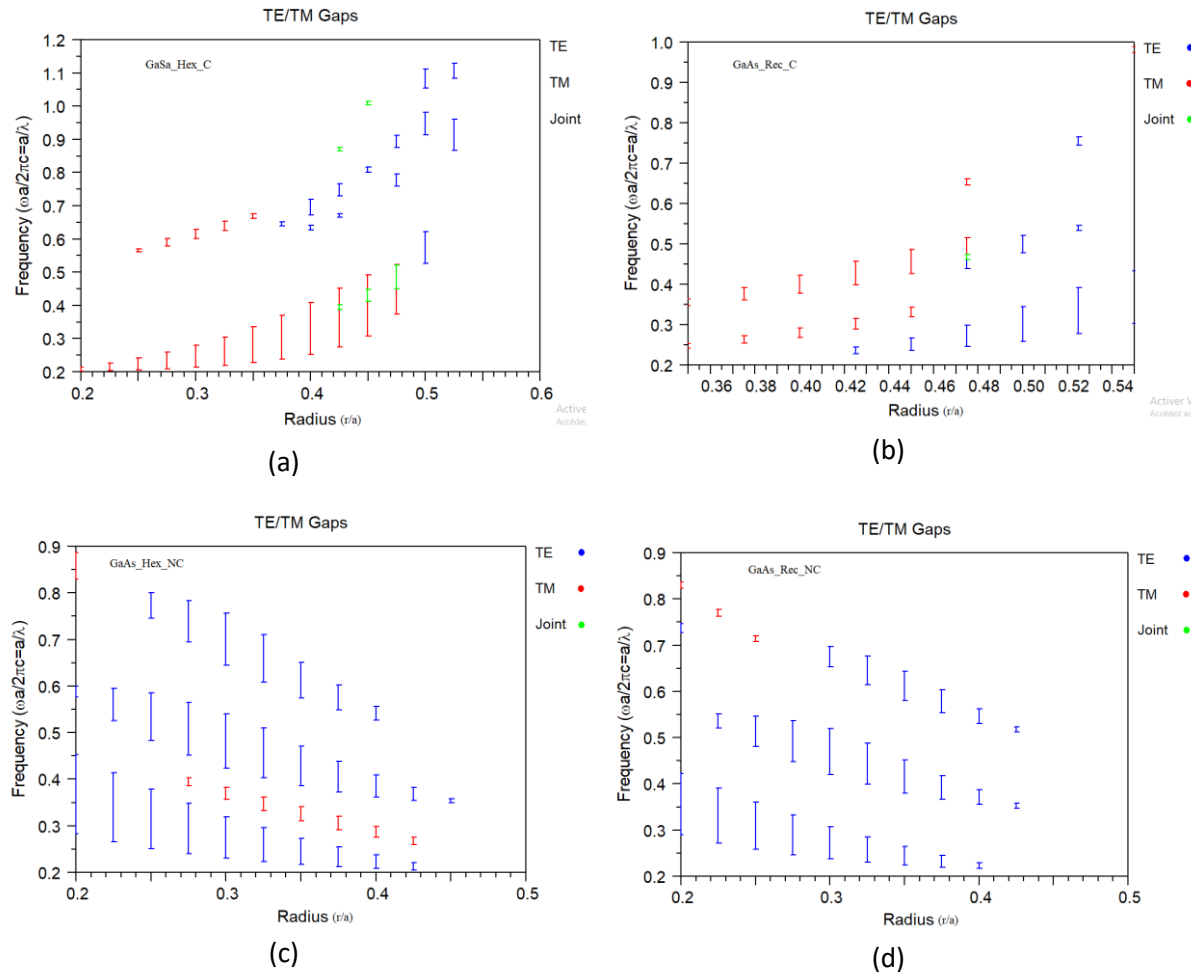 TE/TM Gaps
GaSa_Hex_C
TE
TM
Joint
1.2
1.1
1.0
0.9
0.8
0.7
0.6
0.5
0.4
0.3
0.2
Frequency (ωa/2πc=a/λ)
0.2 0.3 0.4 0.5 0.6
Radius (r/a)
Active
Accédez
(a)
TE/TM Gaps
GaAs_Rec_C
TE
TM
Joint
1.0
0.9
0.8
0.7
0.6
0.5
0.4
0.3
0.2
Frequency (ωa/2πc=a/λ)
0.36 0.38 0.40 0.42 0.44 0.46 0.48 0.50 0.52 0.54
Radius (r/a)
Activer
Accédez au
(b)
TE/TM Gaps
GaAs_Hex_NC
TE
TM
Joint
0.9
0.8
0.7
0.6
0.5
0.4
0.3
0.2
Frequency (ωa/2πc=a/λ)
0.2 0.3 0.4 0.5
Radius (r/a)
(c)
TE/TM Gaps
GaAs_Rec_NC
TE
TM
Joint
0.9
0.8
0.7
0.6
0.5
0.4
0.3
0.2
Frequency (ωa/2πc=a/λ)
0.2 0.3 0.4 0.5
Radius (r/a)
(d)